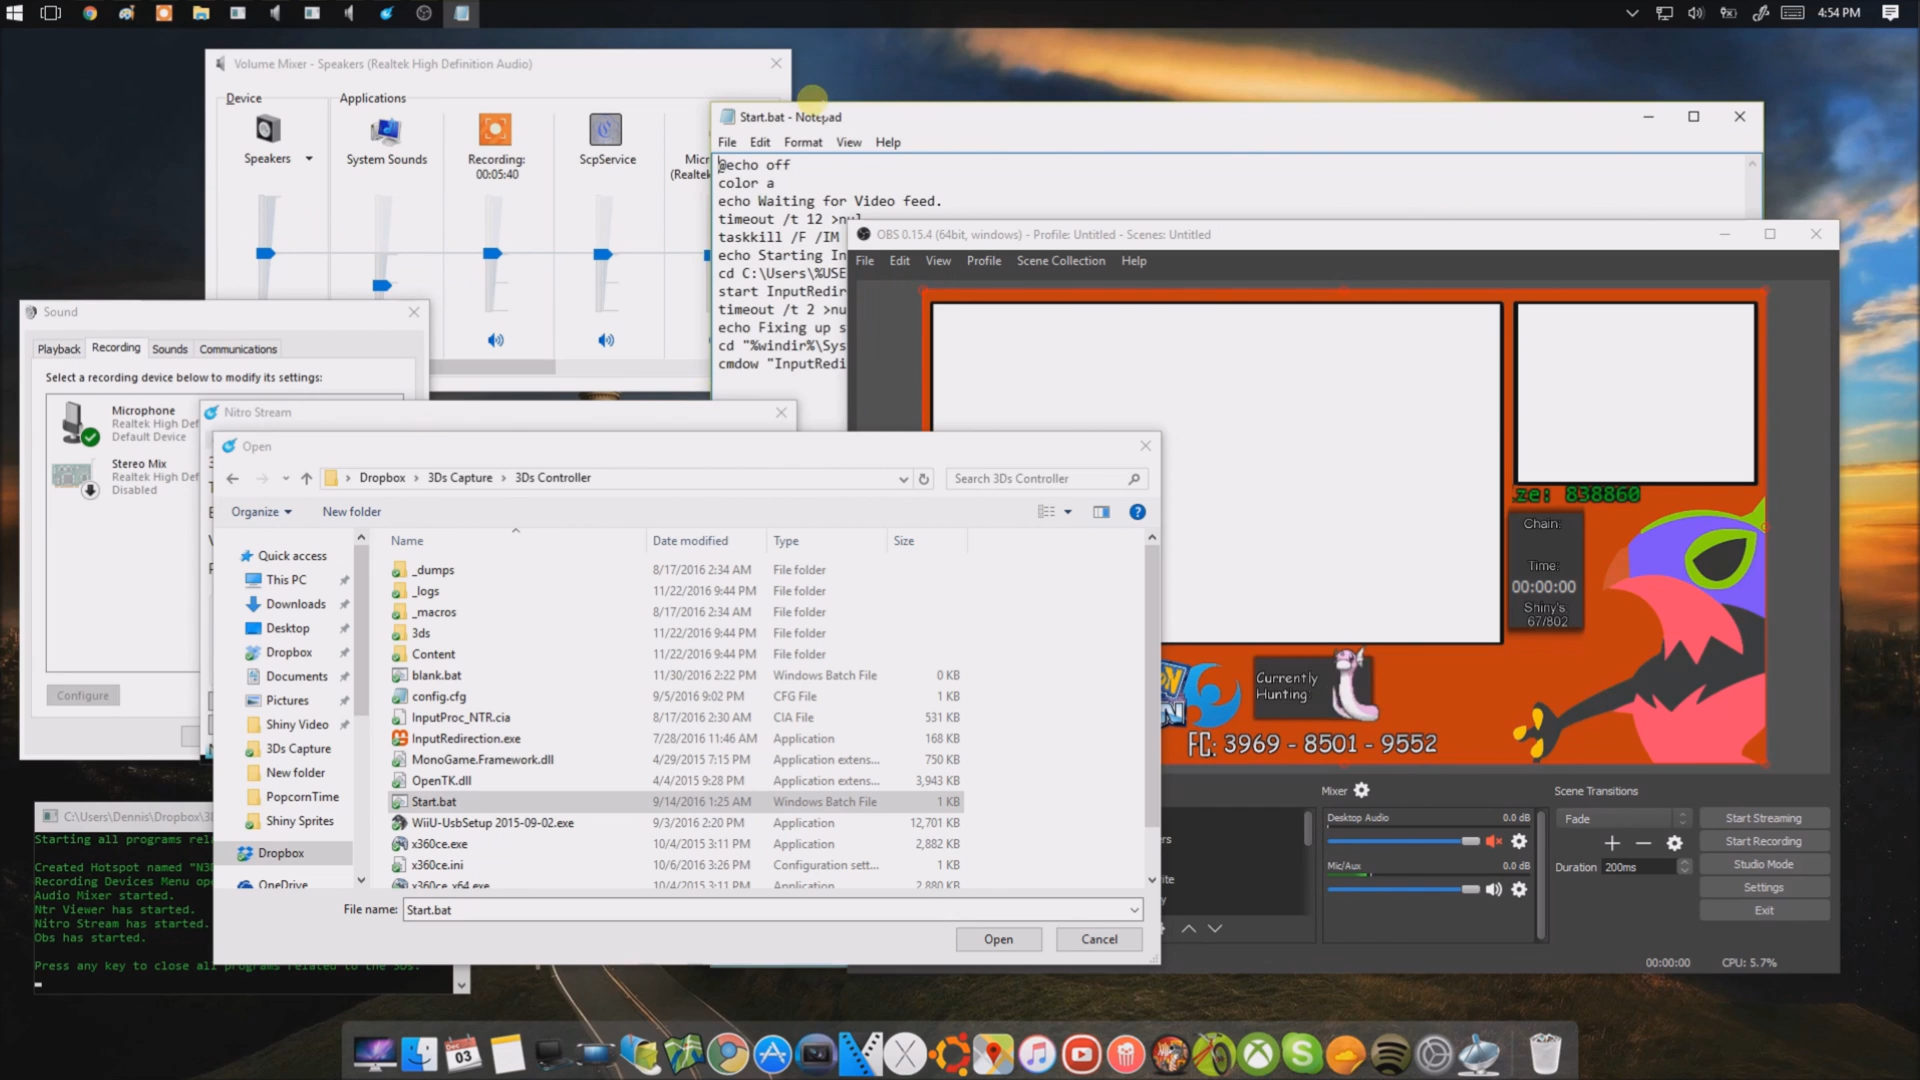 4:54 PM
Volume Mixer - Speakers (Realtek High Definition Audio)
Device
Applications
Speakers
System Sounds
Recording:
00:05:40
ScpService
(Realtek
Start.bat - Notepad
File Edit Format View Help
@echo off
color a
echo Waiting for Video feed.
timeout /t 12 >nul
taskkill /F /IM
echo Starting In
cd C:\Users\%USE
start InputRedir
timeout /t 2 >nu
echo Fixing up s
cd "%windir%\Sys
cmdow "InputRedi
OBS 0.15.4 (64bit, windows) - Profile: Untitled - Scenes: Untitled
File Edit View Profile Scene Collection Help
ze: 838860
Chain:
Time:
00:00:00
Shiny's
67/802
Currently
Hunting:
FC: 3969 - 8501 - 9552
Mixer
Desktop Audio 0.0 dB
Mic/Aux 0.0 dB
Scene Transitions
Fade
Duration 200ms
Start Streaming
Start Recording
Studio Mode
Settings
Exit
00:00:00 CPU: 5.7%
Sound
Playback Recording Sounds Communications
Select a recording device below to modify its settings:
Microphone
Realtek High Def
Default Device
Stereo Mix
Realtek High Def
Disabled
Configure
Nitro Stream
Open
Dropbox > 3Ds Capture > 3Ds Controller
Search 3Ds Controller
Organize New folder
Quick access
This PC
Downloads
Desktop
Dropbox
Documents
Pictures
Shiny Video
3Ds Capture
New folder
PopcornTime
Shiny Sprites
Dropbox
OneDrive
Name Date modified Type Size
_dumps 8/17/2016 2:34 AM File folder
_logs 11/22/2016 9:44 PM File folder
_macros 8/17/2016 2:34 AM File folder
3ds 11/22/2016 9:44 PM File folder
Content 11/22/2016 9:44 PM File folder
blank.bat 11/30/2016 2:22 PM Windows Batch File 0 KB
config.cfg 9/5/2016 9:02 PM CFG File 1 KB
InputProc_NTR.cia 8/17/2016 2:30 AM CIA File 531 KB
InputRedirection.exe 7/28/2016 11:46 AM Application 168 KB
MonoGame.Framework.dll 4/29/2015 7:15 PM Application extens... 750 KB
OpenTK.dll 4/4/2015 9:28 PM Application extens... 3,943 KB
Start.bat 9/14/2016 1:25 AM Windows Batch File 1 KB
WiiU-UsbSetup 2015-09-02.exe 9/3/2016 2:20 PM Application 12,701 KB
x360ce.exe 10/4/2015 3:11 PM Application 2,882 KB
x360ce.ini 10/6/2016 3:26 PM Configuration sett... 1 KB
x360ce_x64.exe 10/4/2015 3:11 PM Application 2,880 KB
File name: Start.bat
Open Cancel
C:\Users\Dennis\Dropbox\3
Starting all programs rel
Created Hotspot named "N3
Recording Devices Menu op
Audio Mixer started.
Ntr Viewer has started.
Nitro Stream has started.
Obs has started.
Press any key to close all programs related to the 3Ds.
Dec
03